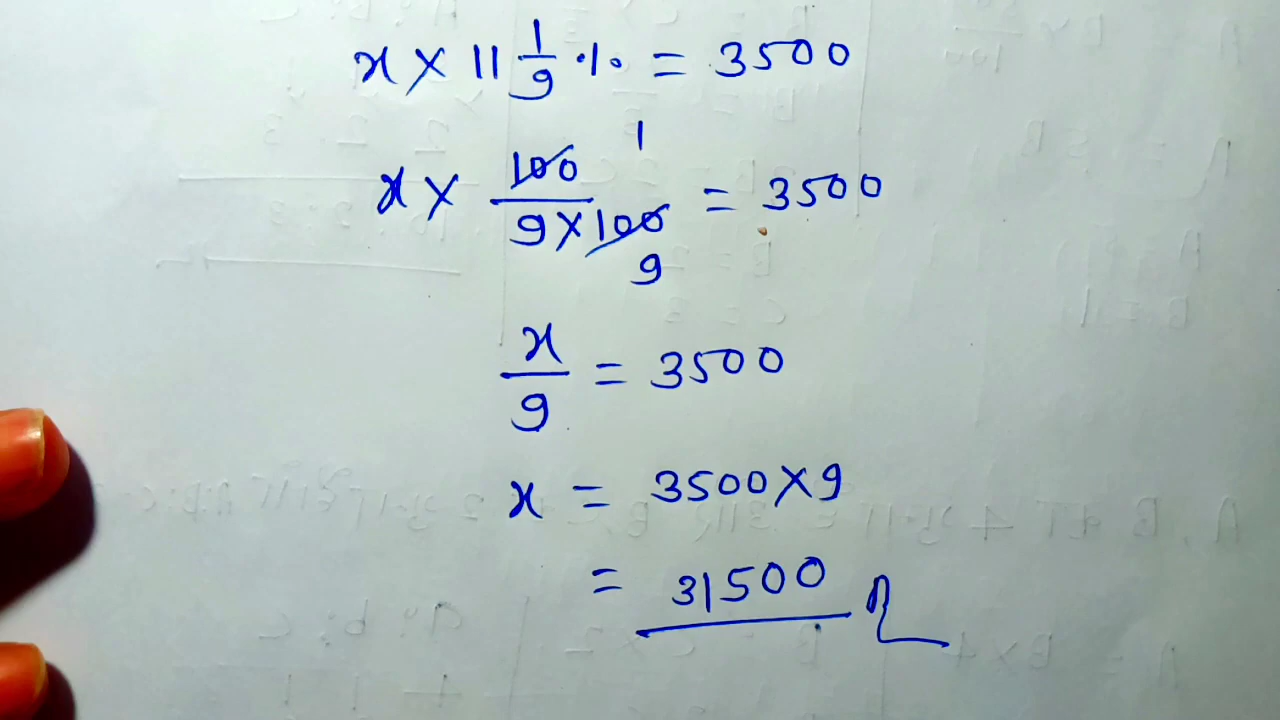 x × 11 1/9 % = 3500
x × 100/9×100 1/9 = 3500
x/9 = 3500
x = 3500×9
= 31500